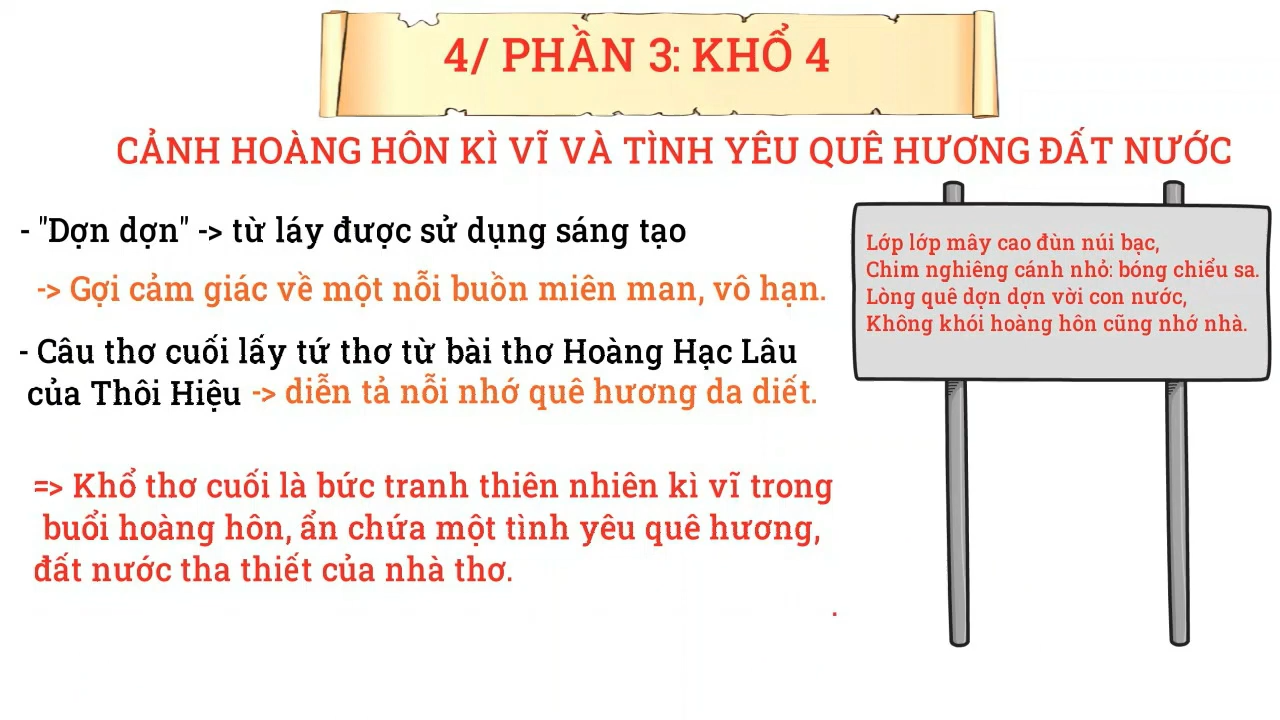 4/ PHẦN 3: KHỔ 4
CẢNH HOÀNG HÔN KÌ VĨ VÀ TÌNH YÊU QUÊ HƯƠNG ĐẤT NƯỚC
- "Dợn dợn" -> từ láy được sử dụng sáng tạo
-> Gợi cảm giác về một nỗi buồn miên man, vô hạn.
- Câu thơ cuối lấy tứ thơ từ bài thơ Hoàng Hạc Lâu
của Thôi Hiệu -> diễn tả nỗi nhớ quê hương da diết.
=> Khổ thơ cuối là bức tranh thiên nhiên kì vĩ trong
buổi hoàng hôn, ẩn chứa một tình yêu quê hương,
đất nước tha thiết của nhà thơ.
.
Lớp lớp mây cao đùn núi bạc,
Chim nghiêng cánh nhỏ: bóng chiểu sa.
Lòng quê dợn dợn vời con nước,
Không khói hoàng hôn cũng nhớ nhà.